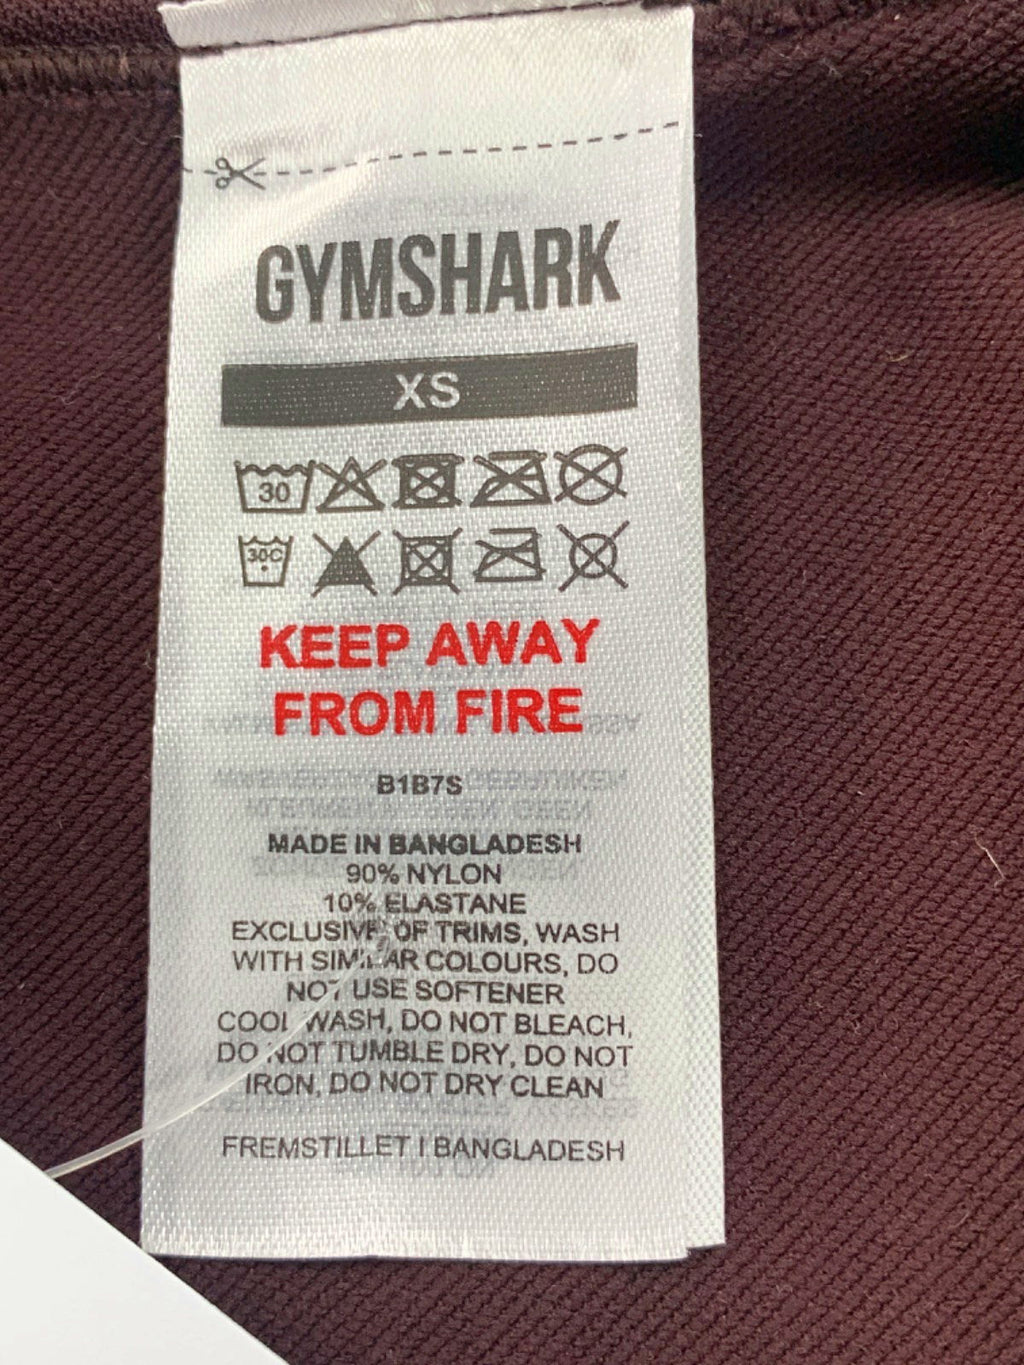 GYMSHARK
XS
30
30C
KEEP AWAY
FROM FIRE
B1B7S
MADE IN BANGLADESH
90% NYLON
10% ELASTANE
EXCLUSIVE OF TRIMS, WASH
WITH SIMILAR COLOURS, DO
NOT USE SOFTENER
COOL WASH, DO NOT BLEACH,
DO NOT TUMBLE DRY, DO NOT
IRON, DO NOT DRY CLEAN
FREMSTILLET I BANGLADESH